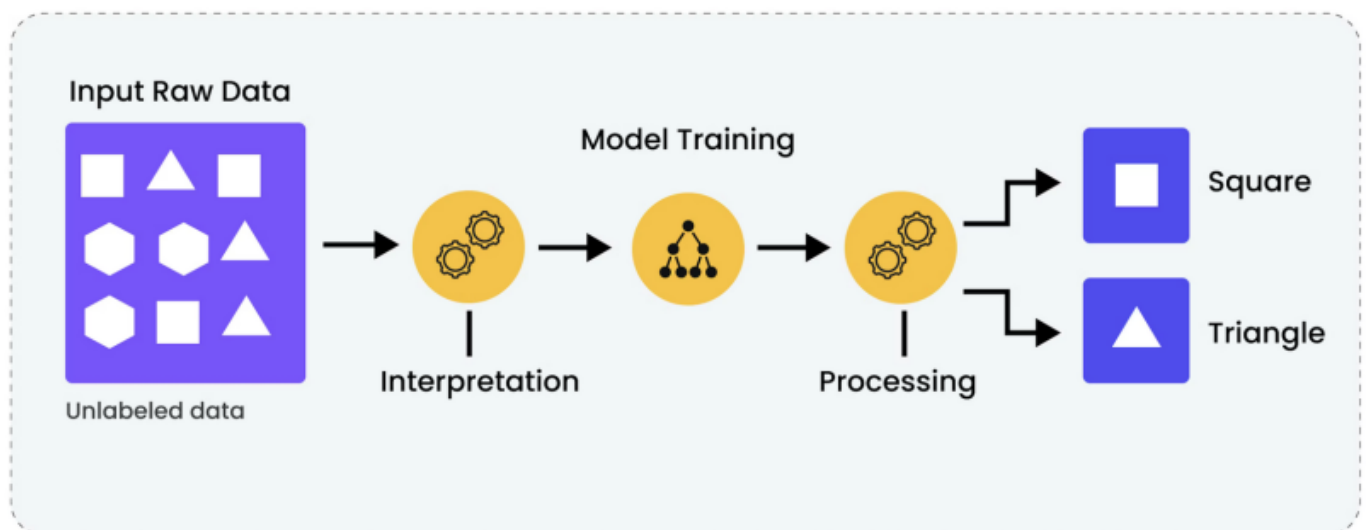 Input Raw Data
Unlabeled data
Interpretation
Model Training
Processing
Square
Triangle